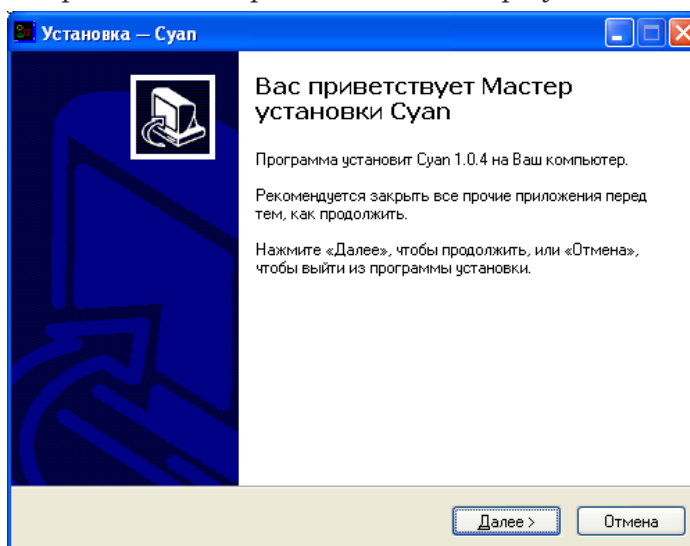 Установка — Cyan
Вас приветствует Мастер
установки Cyan
Программа установит Cyan 1.0.4 на Ваш компьютер.
Рекомендуется закрыть все прочие приложения перед
тем, как продолжить.
Нажмите «Далее», чтобы продолжить, или «Отмена»,
чтобы выйти из программы установки.
Далее >
Отмена